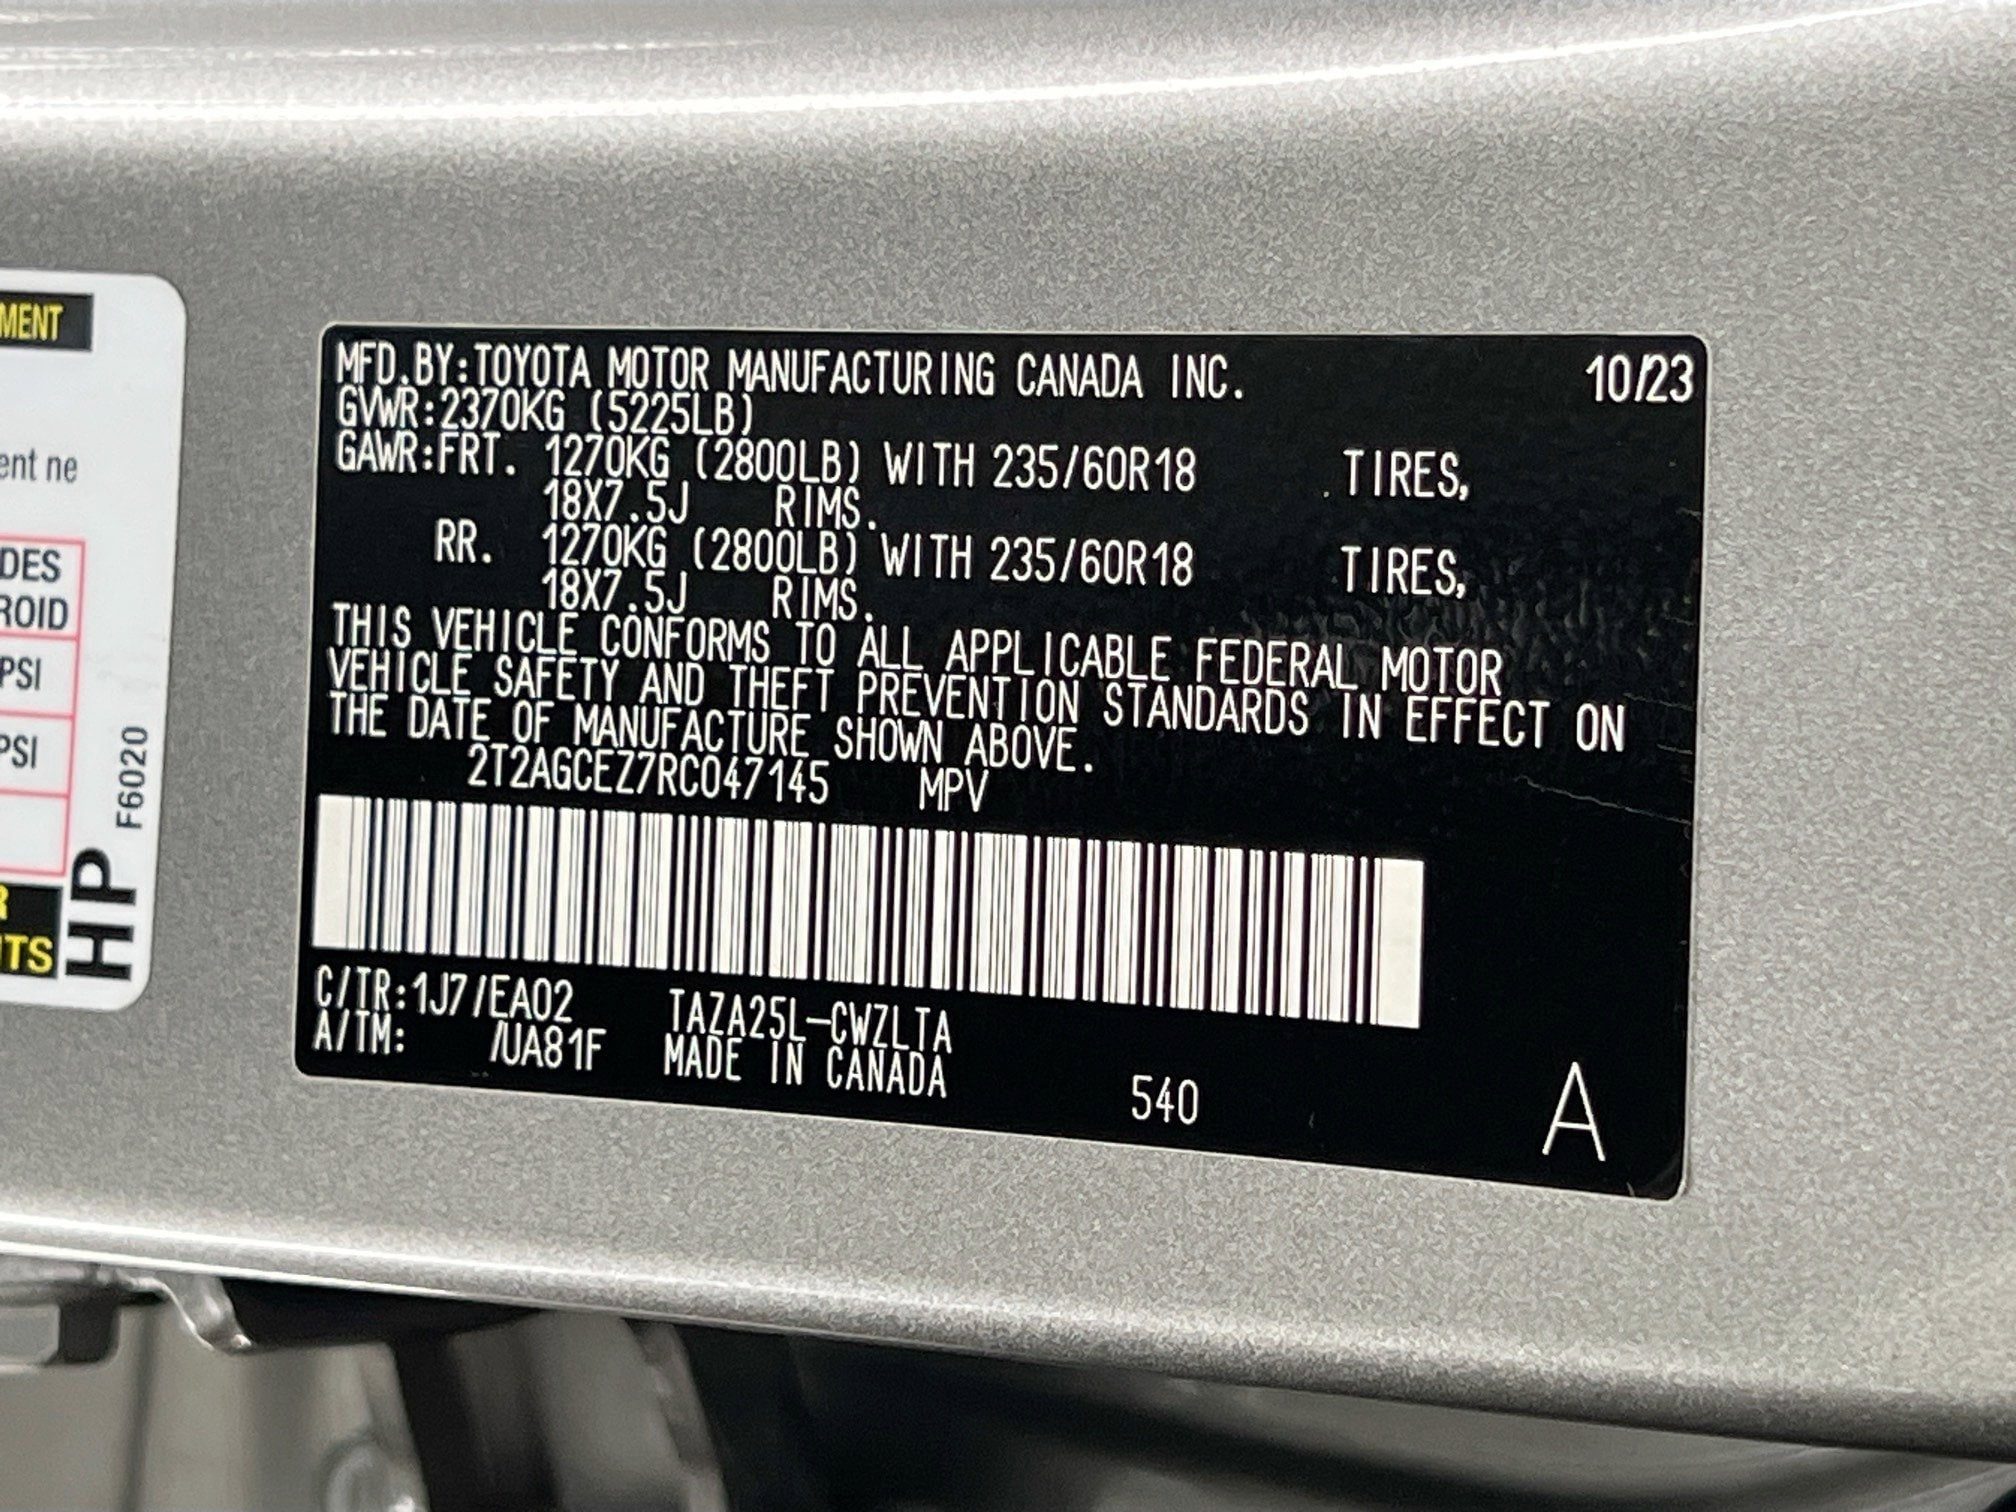 MENT
ent ne
DES
ROID
PSI
PSI
R
ITS
HP F6020
MFD.BY:TOYOTA MOTOR MANUFACTURING CANADA INC. 10/23
GVWR:2370KG (5225LB)
GAWR:FRT. 1270KG (2800LB) WITH 235/60R18 TIRES,
18X7.5J RIMS.
RR. 1270KG (2800LB) WITH 235/60R18 TIRES,
18X7.5J RIMS.
THIS VEHICLE CONFORMS TO ALL APPLICABLE FEDERAL MOTOR
VEHICLE SAFETY AND THEFT PREVENTION STANDARDS IN EFFECT ON
THE DATE OF MANUFACTURE SHOWN ABOVE.
2T2AGCEZ7RC047145 MPV
C/TR:1J7/EA02 TAZA25L-CWZLTA
A/TM: /UA81F MADE IN CANADA
540
A